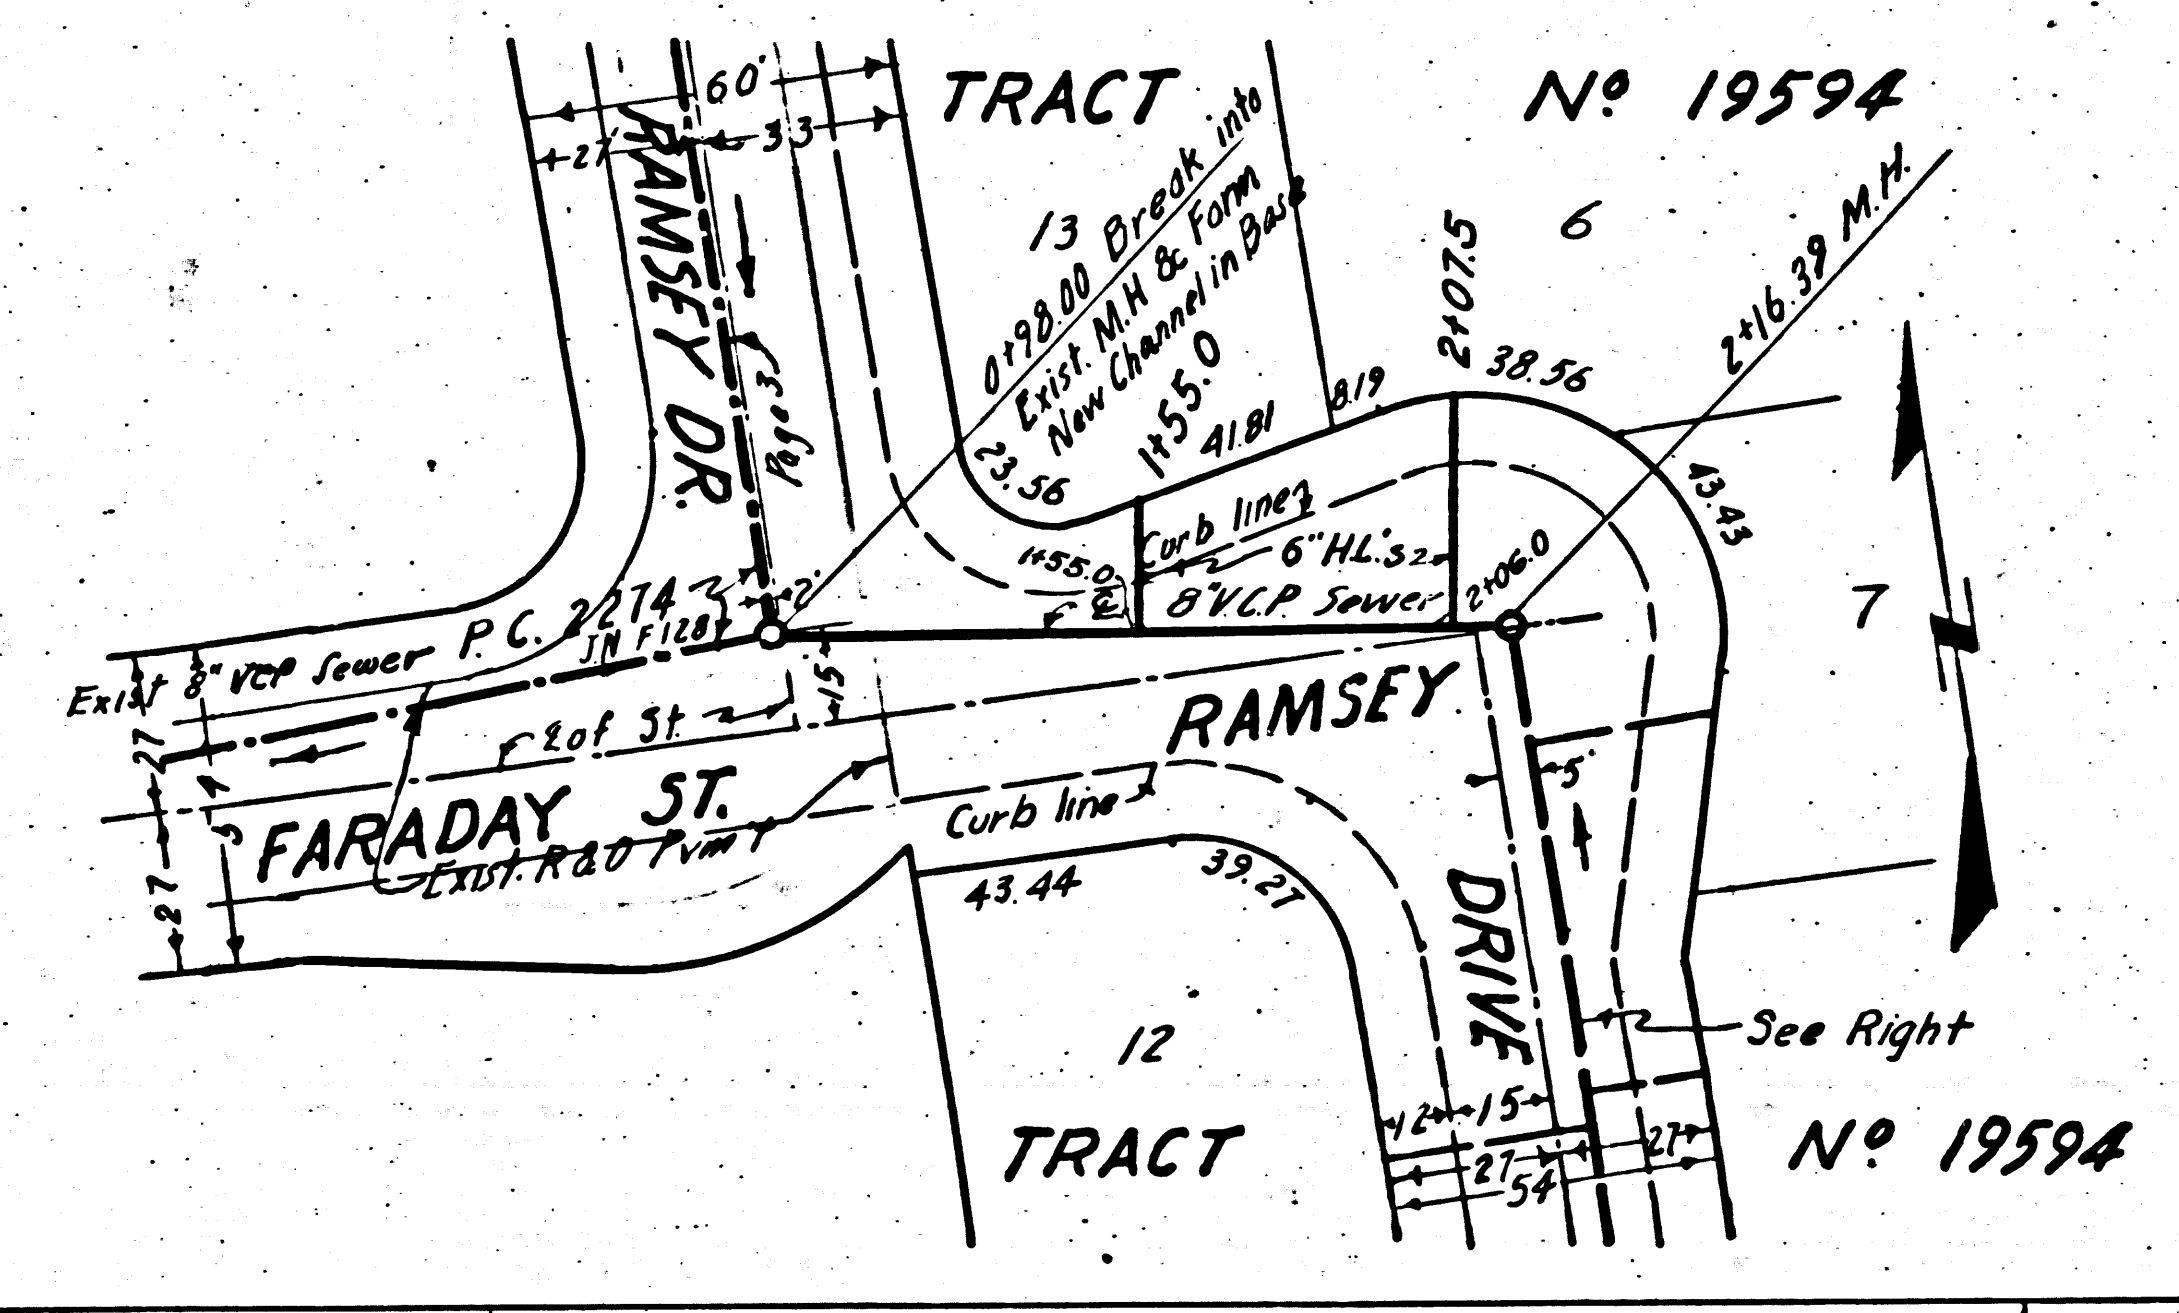 TRACT Nº 19594
60'
27' 33
RAMSEY DR.
Page 3
13
6
7
12
0+98.00 Break into
Exist. M.H & Form
New Channel in Base
1+55.0
2+07.5
2+16.39 M.H.
23.56
41.81
8.19
38.56
43.43
Curb line
1+55.0
6" H.L.'s
8" V.C.P. Sewer
2+06.0
2'
Exist 8" VCP Sewer P.C. 2274
JN F128
℄ of St.
15
27
27
FARADAY ST.
Exist. R&O Pvm't
RAMSEY
DRIVE
Curb line
43.44
39.27
5'
See Right
12 15
27 27
54
TRACT Nº 19594